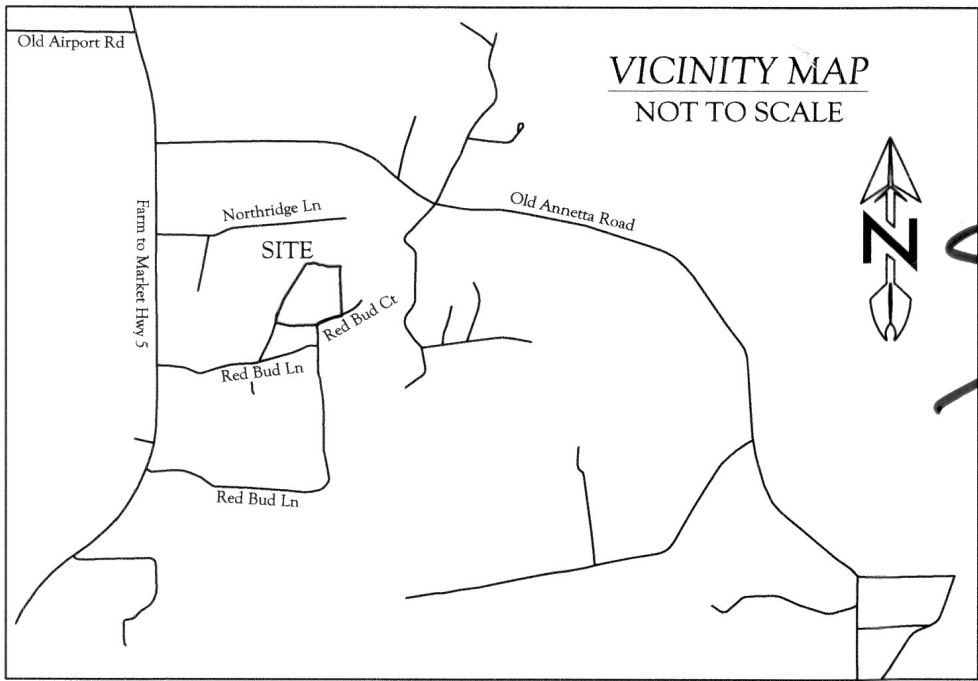 Old Airport Rd
VICINITY MAP
NOT TO SCALE
Northridge Ln
Old Annetta Road
Farm to Market Hwy 5
SITE
N
Red Bud Ct
Red Bud Ln
Red Bud Ln